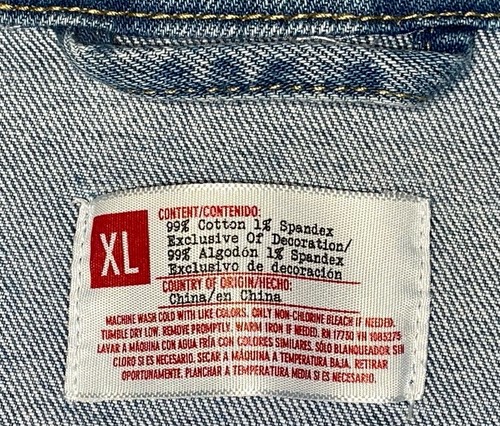 XL
CONTENT/CONTENIDO:
99% Cotton 1% Spandex
Exclusive Of Decoration/
99% Algodón 1% Spandex
Exclusivo de decoración
COUNTRY OF ORIGIN/HECHO:
China/en China
MACHINE WASH COLD WITH LIKE COLORS. ONLY NON-CHLORINE BLEACH IF NEEDED.
TUMBLE DRY LOW. REMOVE PROMPTLY. WARM IRON IF NEEDED. RN 17750 VN 1085275
LAVAR A MÁQUINA CON AGUA FRÍA CON COLORES SIMILARES. SÓLO BLANQUEADOR SIN
CLORO SI ES NECESARIO. SECAR A MÁQUINA A TEMPERATURA BAJA. RETIRAR
OPORTUNAMENTE. PLANCHAR A TEMPERATURA MEDIA SI ES NECESARIO.